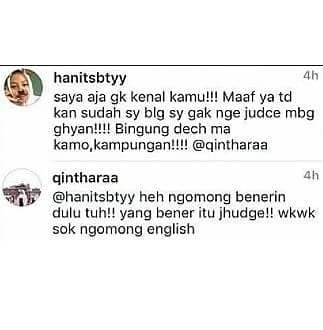 hanitsbtyy 4h
saya aja gk kenal kamu!!! Maaf ya td
kan sudah sy blg sy gak nge judce mbg
ghyan!!!! Bingung dech ma
kamo,kampungan!!!! @qintharaa
qintharaa 4h
@hanitsbtyy heh ngomong benerin
dulu tuh!! yang bener itu jhudge!! wkwk
sok ngomong english